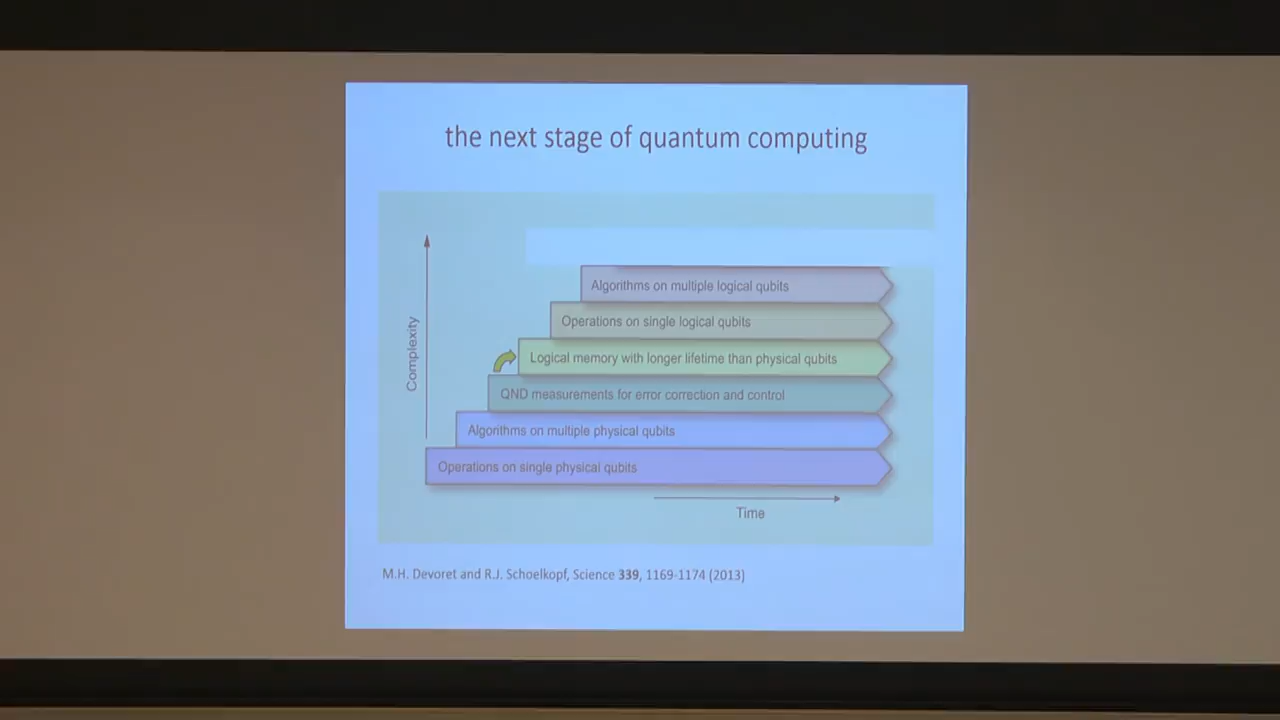 the next stage of quantum computing
Complexity
Algorithms on multiple logical qubits
Operations on single logical qubits
Logical memory with longer lifetime than physical qubits
QND measurements for error correction and control
Algorithms on multiple physical qubits
Operations on single physical qubits
Time
M.H. Devoret and R.J. Schoelkopf, Science 339, 1169-1174 (2013)